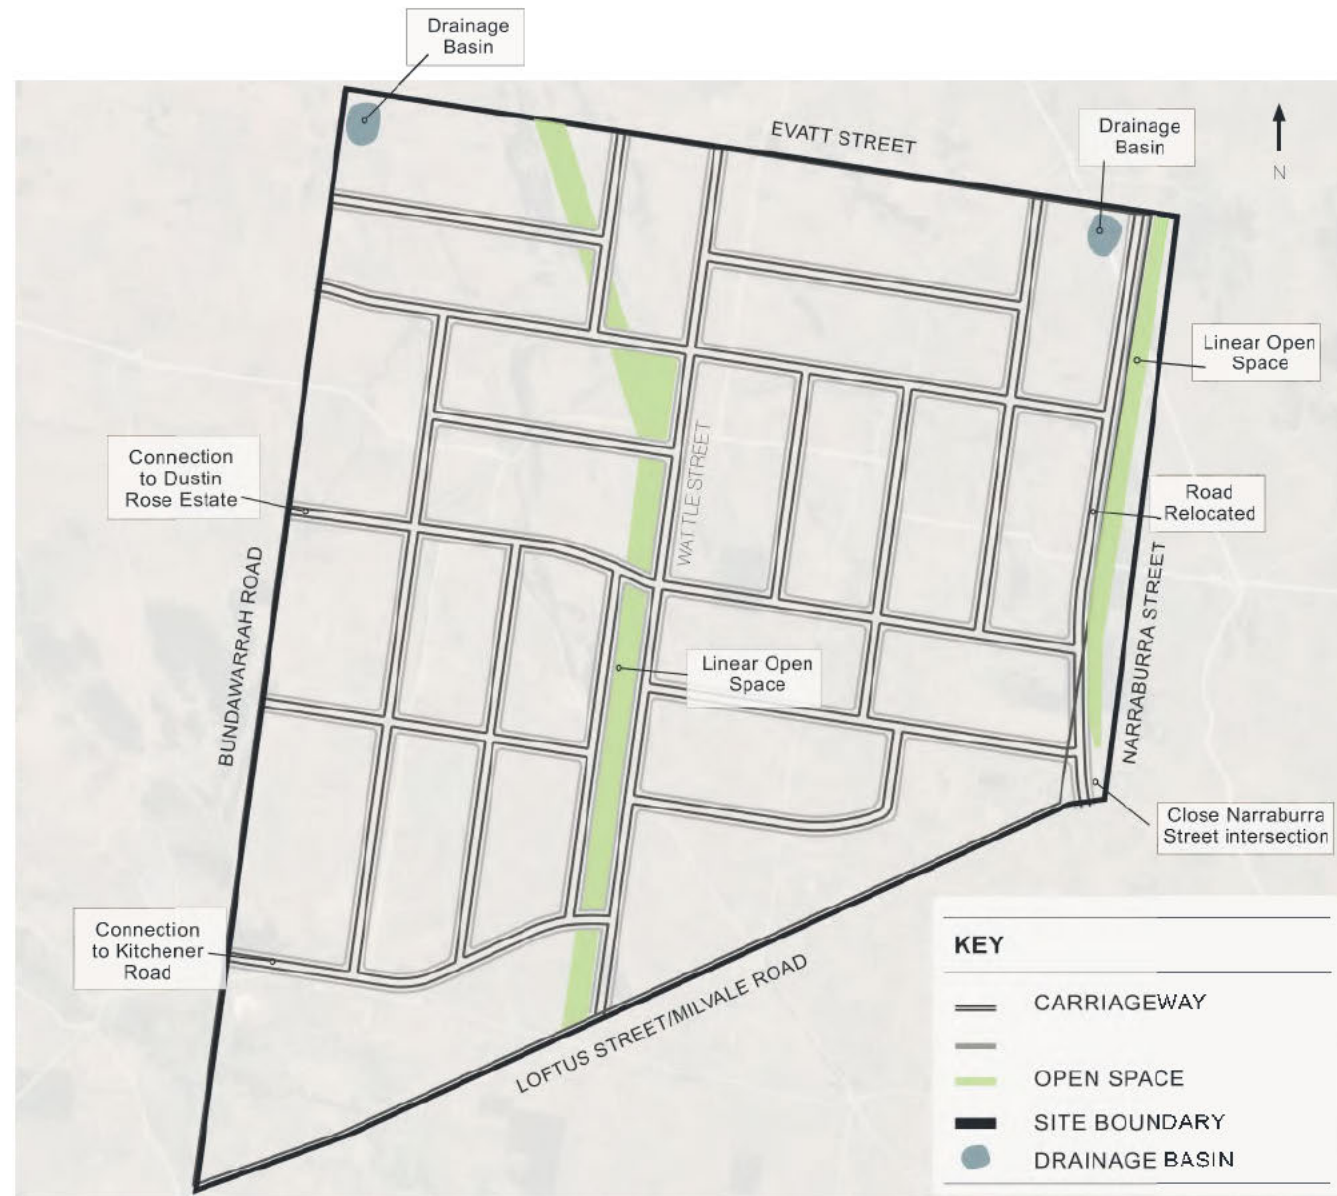 Drainage
Basin
EVATT STREET
Drainage
Basin
N
Linear Open
Space
Connection
to Dustin
Rose Estate
WATTLE STREET
Road
Relocated
BUNDAWARRAH ROAD
NARRABURRA STREET
Linear Open
Space
Close Narraburra
Street intersection
Connection
to Kitchener
Road
LOFTUS STREET/MILVALE ROAD
KEY
CARRIAGEWAY
OPEN SPACE
SITE BOUNDARY
DRAINAGE BASIN